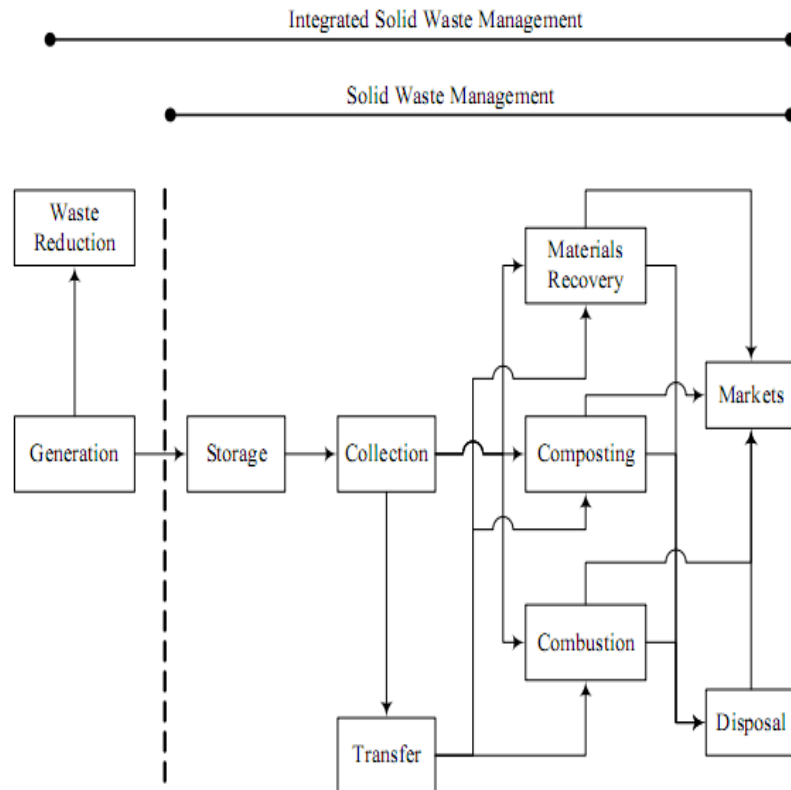 Integrated Solid Waste Management
Solid Waste Management
Waste
Reduction
Materials
Recovery
Markets
Generation
Storage
Collection
Composting
Combustion
Transfer
Disposal